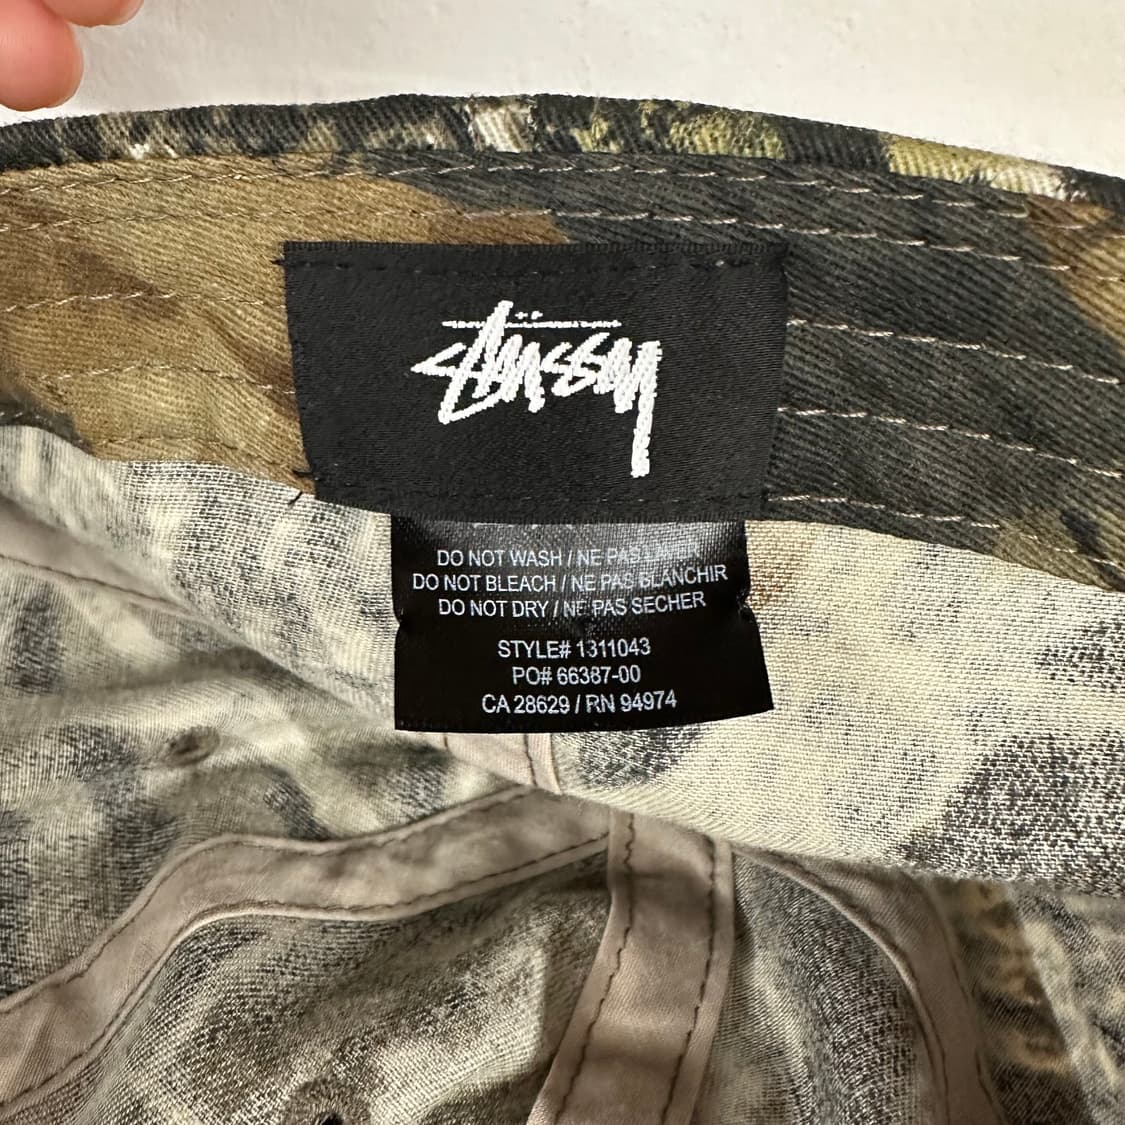 Stüssy
DO NOT WASH / NE PAS LAVER
DO NOT BLEACH / NE PAS BLANCHIR
DO NOT DRY / NE PAS SECHER
STYLE# 1311043
PO# 66387-00
CA 28629 / RN 94974